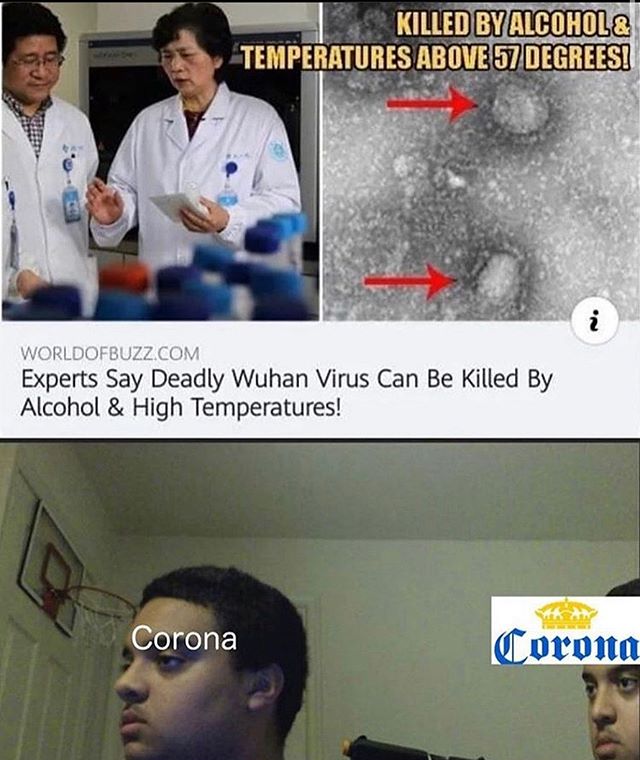 KILLED BY ALCOHOL &
TEMPERATURES ABOVE 57 DEGREES!
i
WORLDOFBUZZ.COM
Experts Say Deadly Wuhan Virus Can Be Killed By
Alcohol & High Temperatures!
Corona
Corona